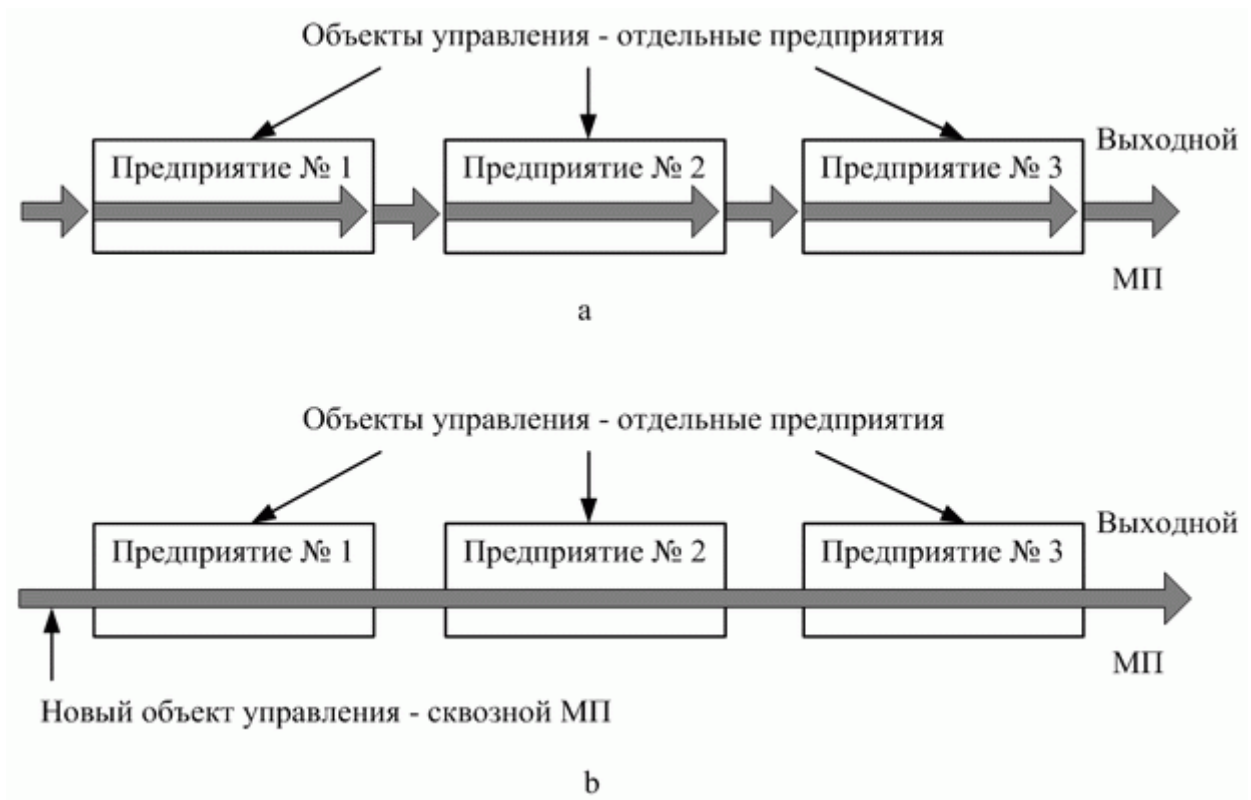 Объекты управления - отдельные предприятия
Предприятие № 1
Предприятие № 2
Предприятие № 3
Выходной
МП
a
Объекты управления - отдельные предприятия
Предприятие № 1
Предприятие № 2
Предприятие № 3
Выходной
МП
Новый объект управления - сквозной МП
b